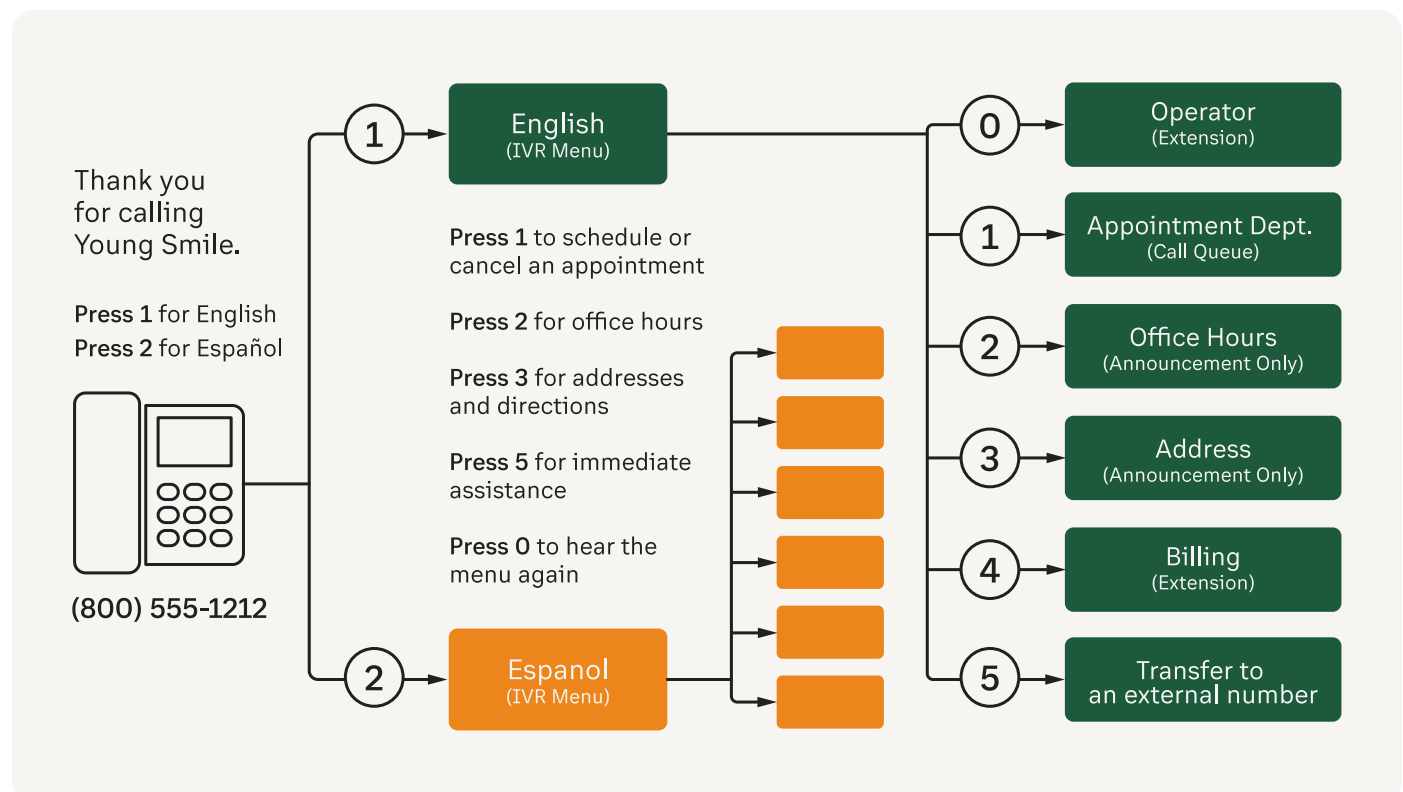 Thank you
for calling
Young Smile.
Press 1 for English
Press 2 for Español
(800) 555-1212
1
English
(IVR Menu)
Press 1 to schedule or
cancel an appointment
Press 2 for office hours
Press 3 for addresses
and directions
Press 5 for immediate
assistance
Press 0 to hear the
menu again
2
Espanol
(IVR Menu)
0
Operator
(Extension)
1
Appointment Dept.
(Call Queue)
2
Office Hours
(Announcement Only)
3
Address
(Announcement Only)
4
Billing
(Extension)
5
Transfer to
an external number